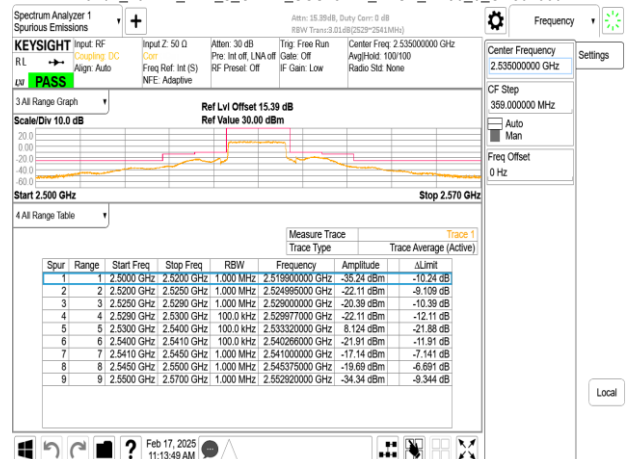 Spectrum Analyzer 1
Spurious Emissions
Attn: 15.39dB, Duty Corr: 0 dB
RBW Trans:3.01dB(2529~2541MHz)
Frequency
KEYSIGHT
RL
LXI
PASS
Input: RF
Coupling: DC
Align: Auto
Input Z: 50 Ω
Corr
Freq Ref: Int (S)
NFE: Adaptive
Atten: 30 dB
Pre: Int off, LNA off
RF Presel: Off
Trig: Free Run
Gate: Off
IF Gain: Low
Center Freq: 2.535000000 GHz
Avg|Hold: 100/100
Radio Std: None
Center Frequency
2.535000000 GHz
Settings
CF Step
359.000000 MHz
Auto
Man
Freq Offset
0 Hz
3 All Range Graph
Scale/Div 10.0 dB
Ref Lvl Offset 15.39 dB
Ref Value 30.00 dBm
20.0
0.00
-20.0
-40.0
-60.0
Start 2.500 GHz
Stop 2.570 GHz
4 All Range Table
Measure Trace Trace 1
Trace Type Trace Average (Active)
Spur Range Start Freq Stop Freq RBW Frequency Amplitude ΔLimit
1 1 2.5000 GHz 2.5200 GHz 1.000 MHz 2.519900000 GHz -35.24 dBm -10.24 dB
2 2 2.5200 GHz 2.5250 GHz 1.000 MHz 2.524995000 GHz -22.11 dBm -9.109 dB
3 3 2.5250 GHz 2.5290 GHz 1.000 MHz 2.529000000 GHz -20.39 dBm -10.39 dB
4 4 2.5290 GHz 2.5300 GHz 100.0 kHz 2.529977000 GHz -22.11 dBm -12.11 dB
5 5 2.5300 GHz 2.5400 GHz 100.0 kHz 2.533320000 GHz 8.124 dBm -21.88 dB
6 6 2.5400 GHz 2.5410 GHz 100.0 kHz 2.540266000 GHz -21.91 dBm -11.91 dB
7 7 2.5410 GHz 2.5450 GHz 1.000 MHz 2.541000000 GHz -17.14 dBm -7.141 dB
8 8 2.5450 GHz 2.5500 GHz 1.000 MHz 2.545375000 GHz -19.69 dBm -6.691 dB
9 9 2.5500 GHz 2.5700 GHz 1.000 MHz 2.552920000 GHz -34.34 dBm -9.344 dB
Local
?
Feb 17, 2025
11:13:49 AM